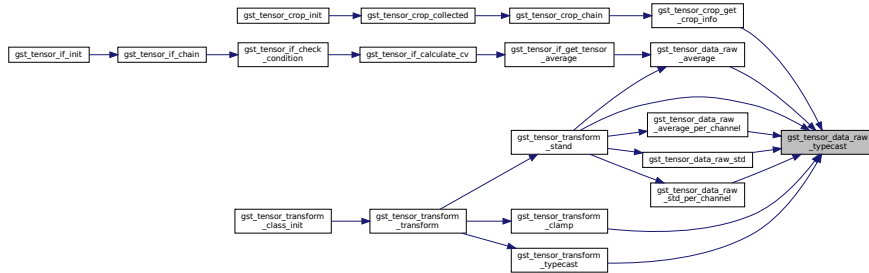 gst_tensor_crop_init
gst_tensor_crop_collected
gst_tensor_crop_chain
gst_tensor_crop_get
_crop_info
gst_tensor_if_init
gst_tensor_if_chain
gst_tensor_if_check
_condition
gst_tensor_if_calculate_cv
gst_tensor_if_get_tensor
_average
gst_tensor_data_raw
_average
gst_tensor_transform
_stand
gst_tensor_data_raw
_average_per_channel
gst_tensor_data_raw
_typecast
gst_tensor_data_raw_std
gst_tensor_data_raw
_std_per_channel
gst_tensor_transform
_class_init
gst_tensor_transform
_transform
gst_tensor_transform
_clamp
gst_tensor_transform
_typecast